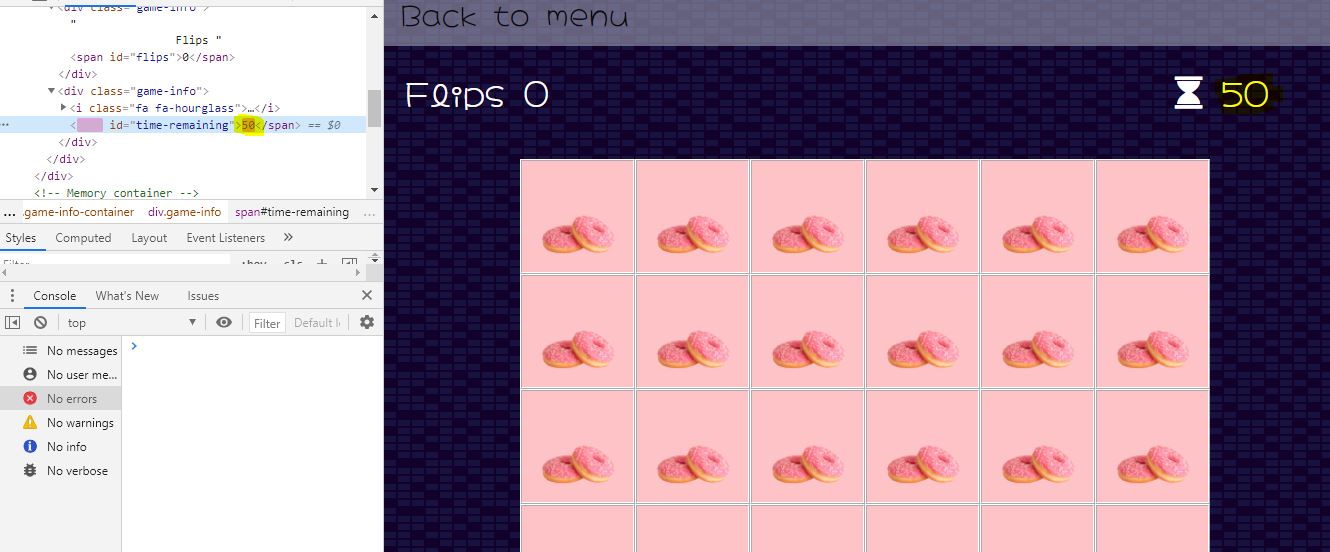 <div class="game-info">
"
Flips "
<span id="flips">0</span>
</div>
<div class="game-info">
<i class="fa fa-hourglass">…</i>
< id="time-remaining">50</span> == $0
</div>
</div>
</div>
<!-- Memory container -->
... .game-info-container div.game-info span#time-remaining ...
Styles Computed Layout Event Listeners »
Filter :hov .cls +
Console What's New Issues
top Filter Default l
No messages
No user me...
No errors
No warnings
No info
No verbose
Back to menu
Flips 0 50